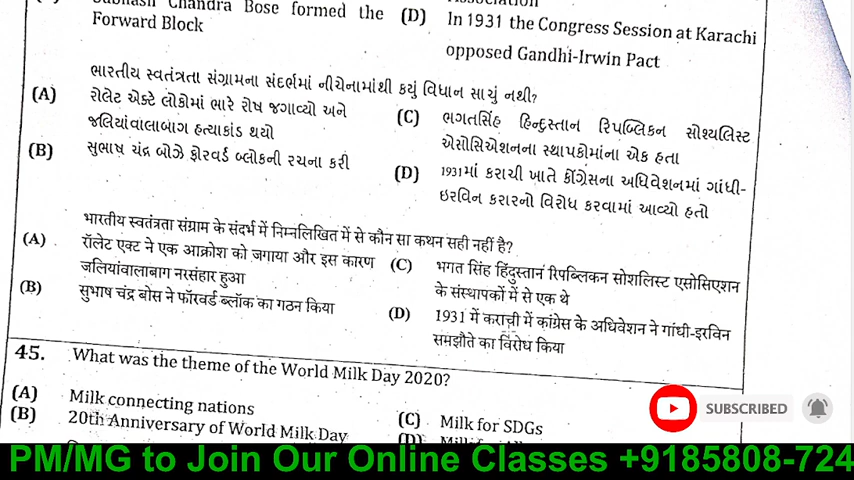 Subhash Chandra Bose formed the
Forward Block
(D) In 1931 the Congress Session at Karachi
opposed Gandhi-Irwin Pact
ભારતીય સ્વતંત્રતા સંગ્રામના સંદર્ભમાં નીચેનામાંથી કયું વિધાન સાચું નથી?
(A) રોલેટ એક્ટે લોકોમાં ભારે રોષ જગાવ્યો અને
જલિયાંવાલાબાગ હત્યાકાંડ થયો
(B) સુભાષ ચંદ્ર બોઝે ફોરવર્ડ બ્લોકની રચના કરી
(C) ભગતસિંહ હિન્દુસ્તાન રિપબ્લિકન સોશ્યલિસ્ટ
એસોસિએશનના સ્થાપકોમાંના એક હતા
(D) 1931માં કરાચી ખાતે કોંગ્રેસના અધિવેશનમાં ગાંધી-
ઇરવિન કરારનો વિરોધ કરવામાં આવ્યો હતો
भारतीय स्वतंत्रता संग्राम के संदर्भ में निम्नलिखित में से कौन सा कथन सही नहीं है?
(A) रॉलेट एक्ट ने एक आक्रोश को जगाया और इस कारण
जलियांवालाबाग नरसंहार हुआ
(B) सुभाष चंद्र बोस ने फॉरवर्ड ब्लॉक का गठन किया
(C) भगत सिंह हिंदुस्तान रिपब्लिकन सोशलिस्ट एसोसिएशन
के संस्थापकों में से एक थे
(D) 1931 में कराची में कांग्रेस के अधिवेशन ने गांधी-इरविन
समझौते का विरोध किया
45. What was the theme of the World Milk Day 2020?
(A) Milk connecting nations
(B) 20th Anniversary of World Milk Day
(C) Milk for SDGs
SUBSCRIBED
PM/MG to Join Our Online Classes +9185808-724